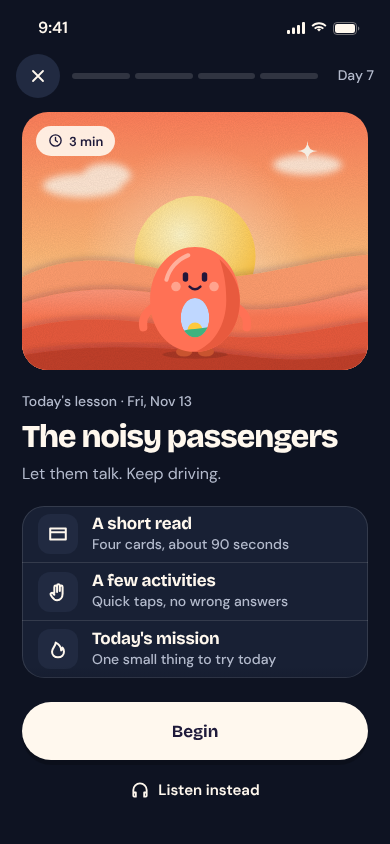 9:41
Day 7
3 min
Today's lesson · Fri, Nov 13
The noisy passengers
Let them talk. Keep driving.
A short read
Four cards, about 90 seconds
A few activities
Quick taps, no wrong answers
Today's mission
One small thing to try today
Begin
Listen instead